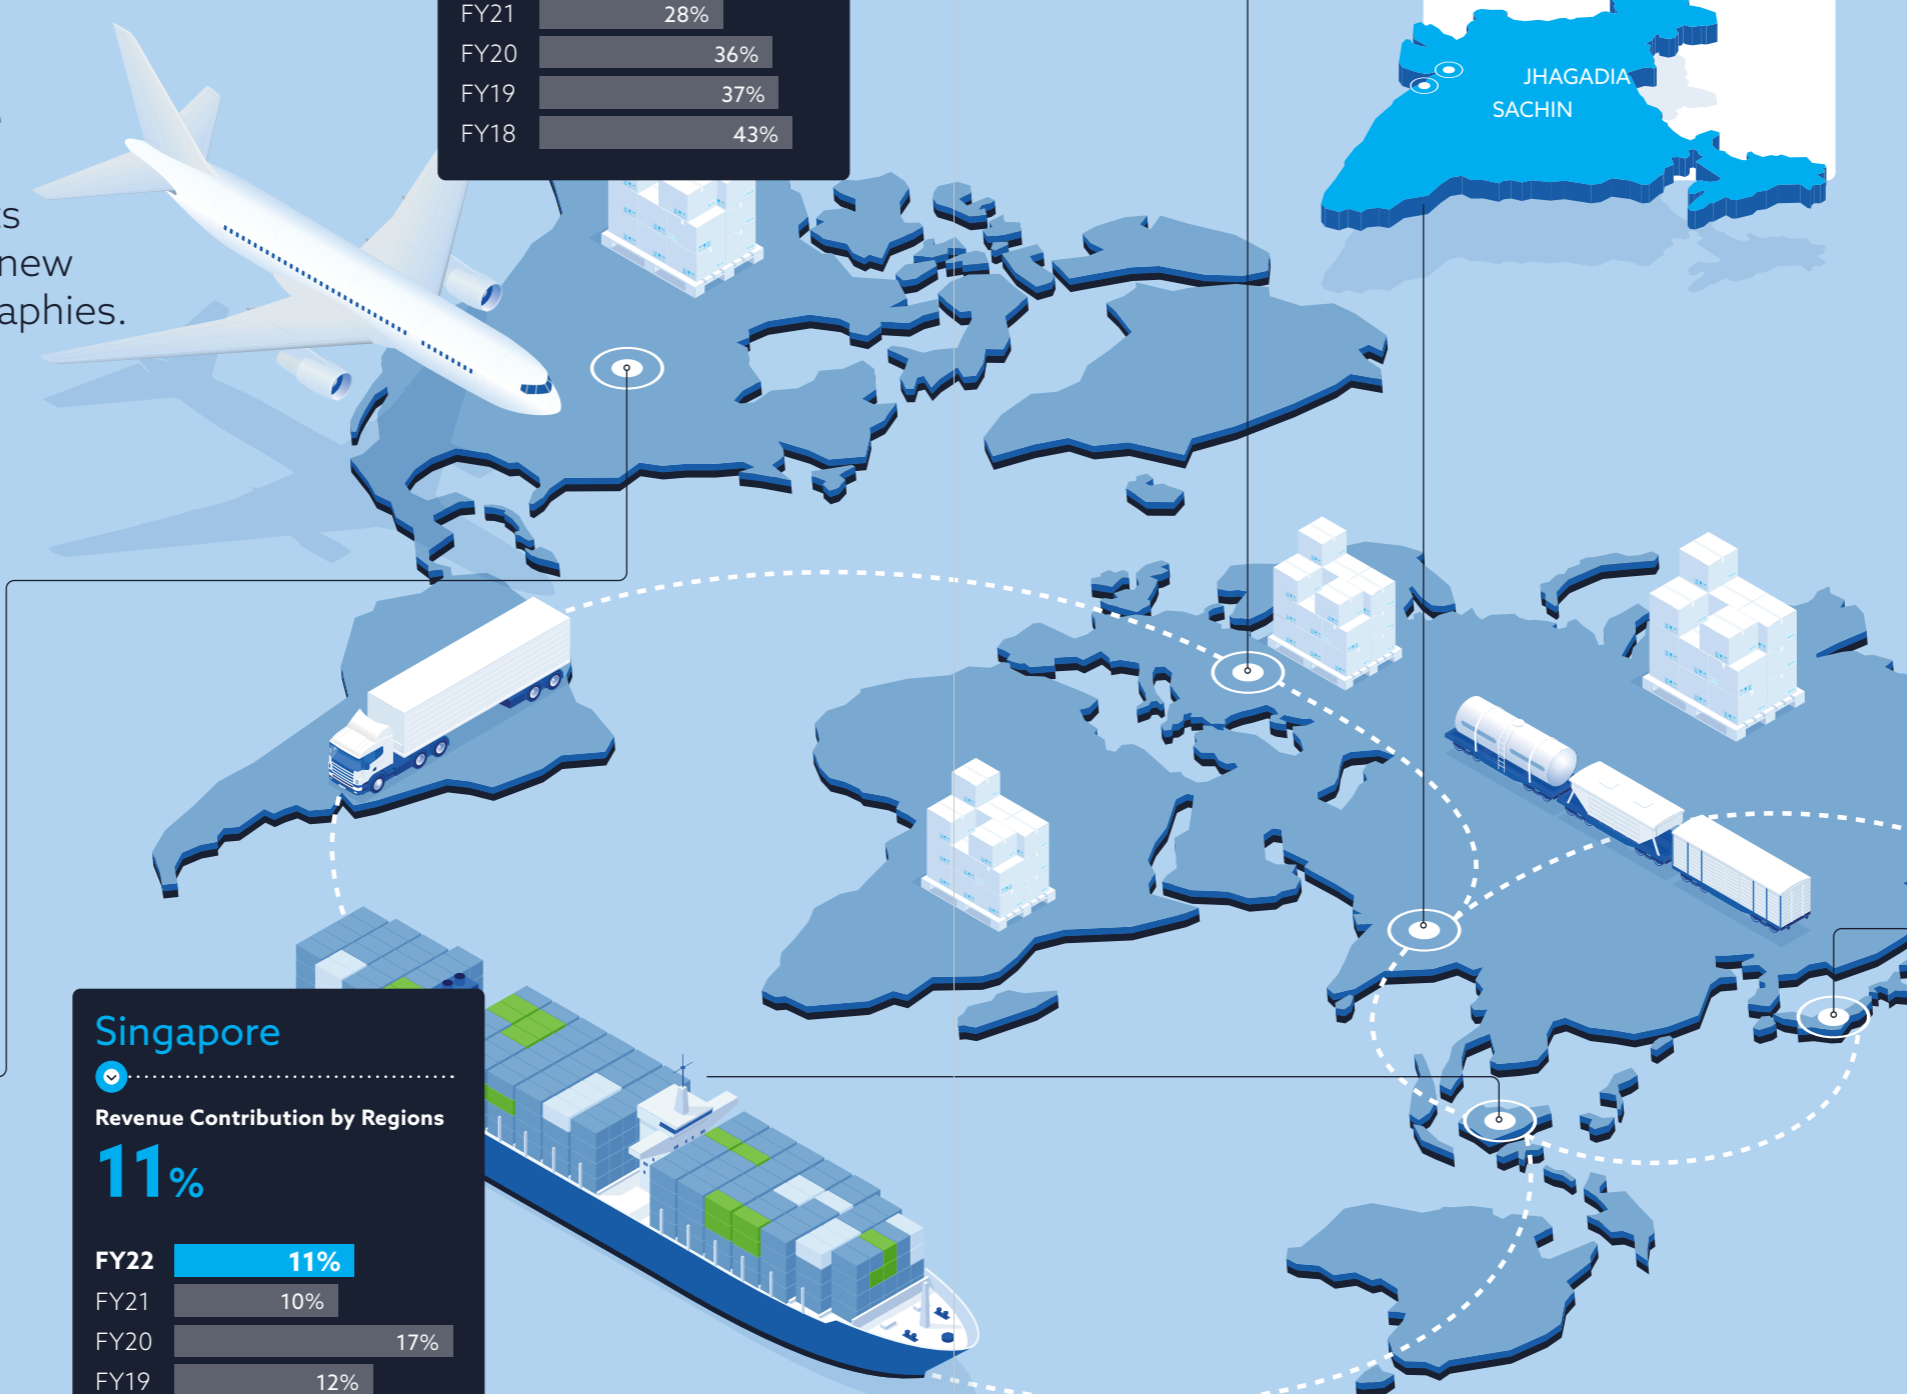 FY21 28%
FY20 36%
FY19 37%
FY18 43%
JHAGADIA
SACHIN
new
aphies.
Singapore
Revenue Contribution by Regions
11%
FY22 11%
FY21 10%
FY20 17%
FY19 12%